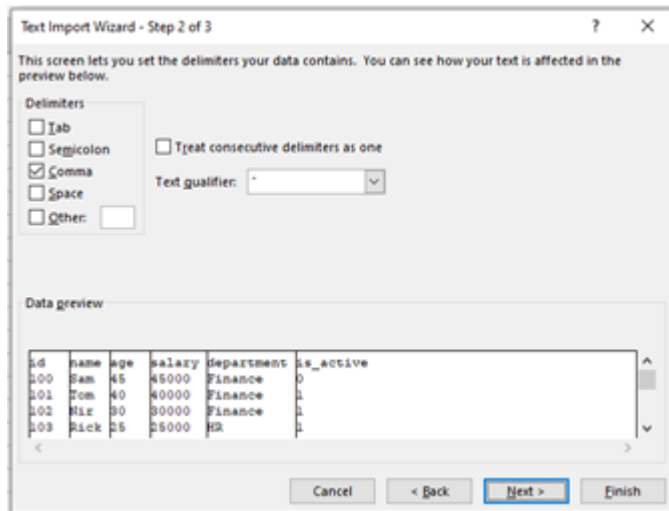 Text Import Wizard - Step 2 of 3
?
This screen lets you set the delimiters your data contains. You can see how your text is affected in the
preview below.
Delimiters
Tab
Semicolon
Comma
Space
Other:
Treat consecutive delimiters as one
Text qualifier: "
Data preview
id name age salary department is_active
100 Sam 45 45000 Finance 0
101 Tom 40 40000 Finance 1
102 Nir 30 30000 Finance 1
103 Rick 25 25000 HR 1
Cancel < Back Next > Finish